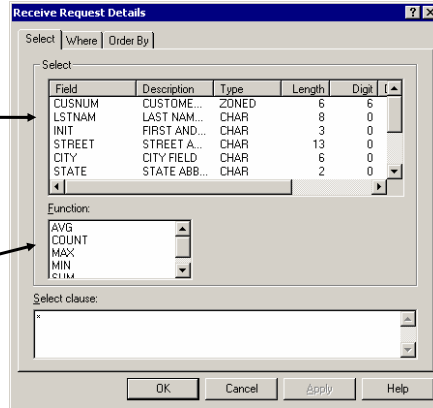 Receive Request Details
Select Where Order By
Select
Field Description Type Length Digit
CUSNUM CUSTOME... ZONED 6 6
LSTNAM LAST NAM... CHAR 8 0
INIT FIRST AND... CHAR 3 0
STREET STREET A... CHAR 13 0
CITY CITY FIELD CHAR 6 0
STATE STATE ABB... CHAR 2 0
Function:
AVG
COUNT
MAX
MIN
SUM
Select clause:
*
OK Cancel Apply Help